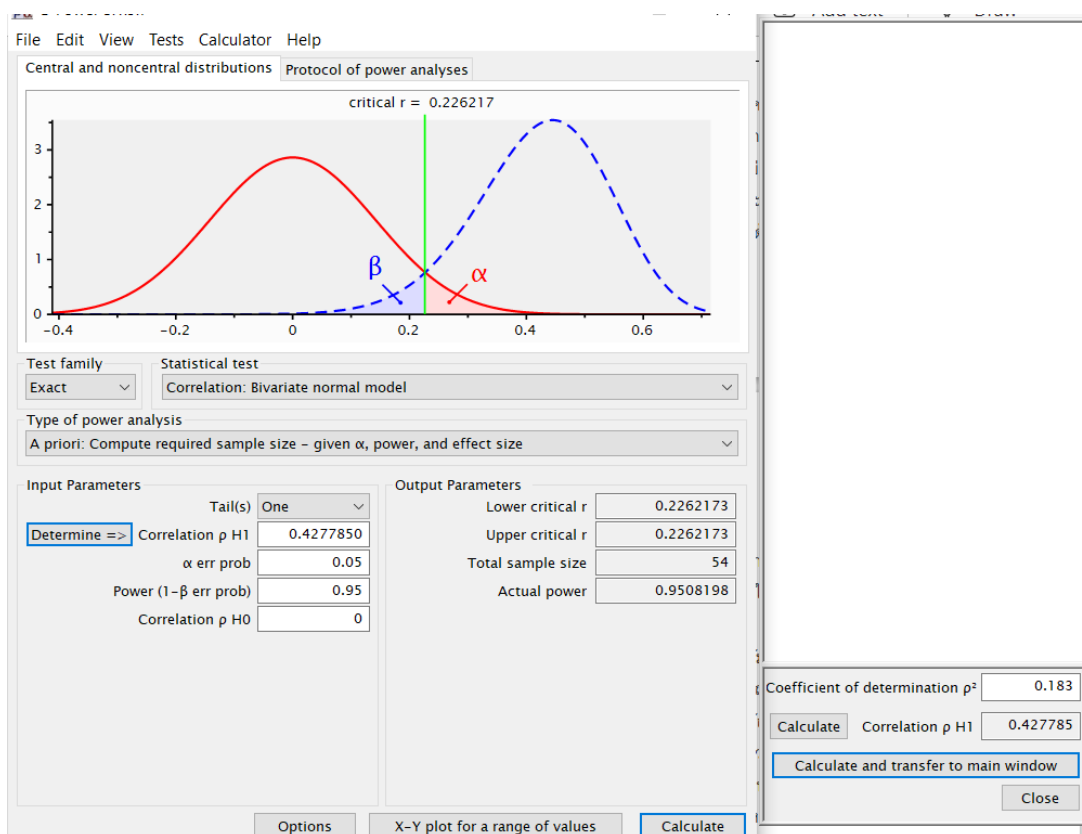 File Edit View Tests Calculator Help
Central and noncentral distributions Protocol of power analyses
critical r = 0.226217
3
2
1
0
β
α
-0.4 -0.2 0 0.2 0.4 0.6
Test family Statistical test
Exact Correlation: Bivariate normal model
Type of power analysis
A priori: Compute required sample size – given α, power, and effect size
Input Parameters
Tail(s) One
Determine => Correlation ρ H1 0.4277850
α err prob 0.05
Power (1-β err prob) 0.95
Correlation ρ H0 0
Output Parameters
Lower critical r 0.2262173
Upper critical r 0.2262173
Total sample size 54
Actual power 0.9508198
Options X-Y plot for a range of values Calculate
Coefficient of determination ρ² 0.183
Calculate Correlation ρ H1 0.427785
Calculate and transfer to main window
Close